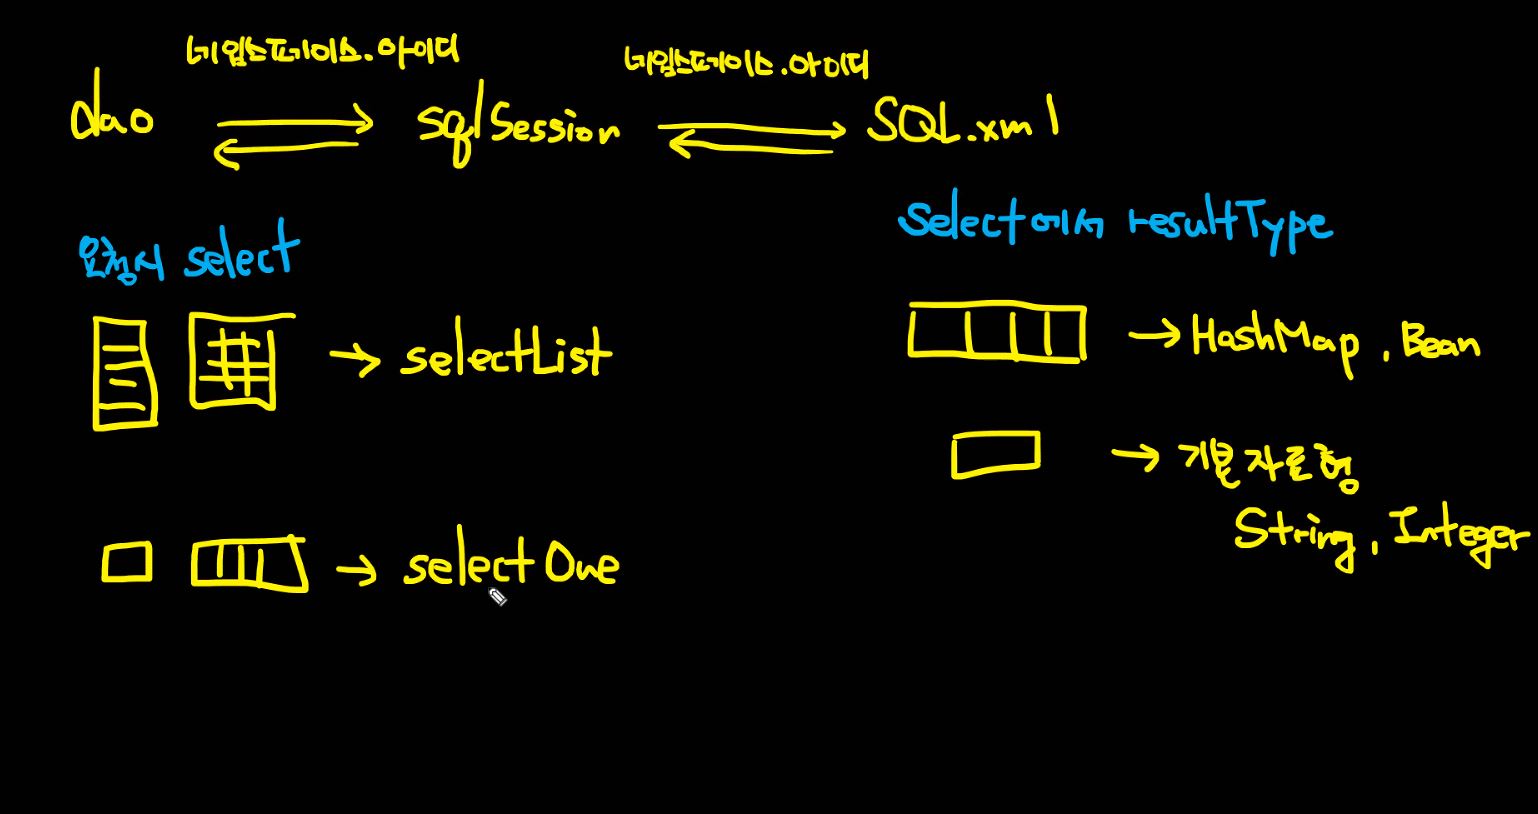 네임스페이스.아이디
네임스페이스.아이디
dao
sqlSession
SQL.xml
select에서 resultType
요청시 select
→ HashMap, Bean
→ selectList
→ 기본자료형
String, Integer
→ selectOne